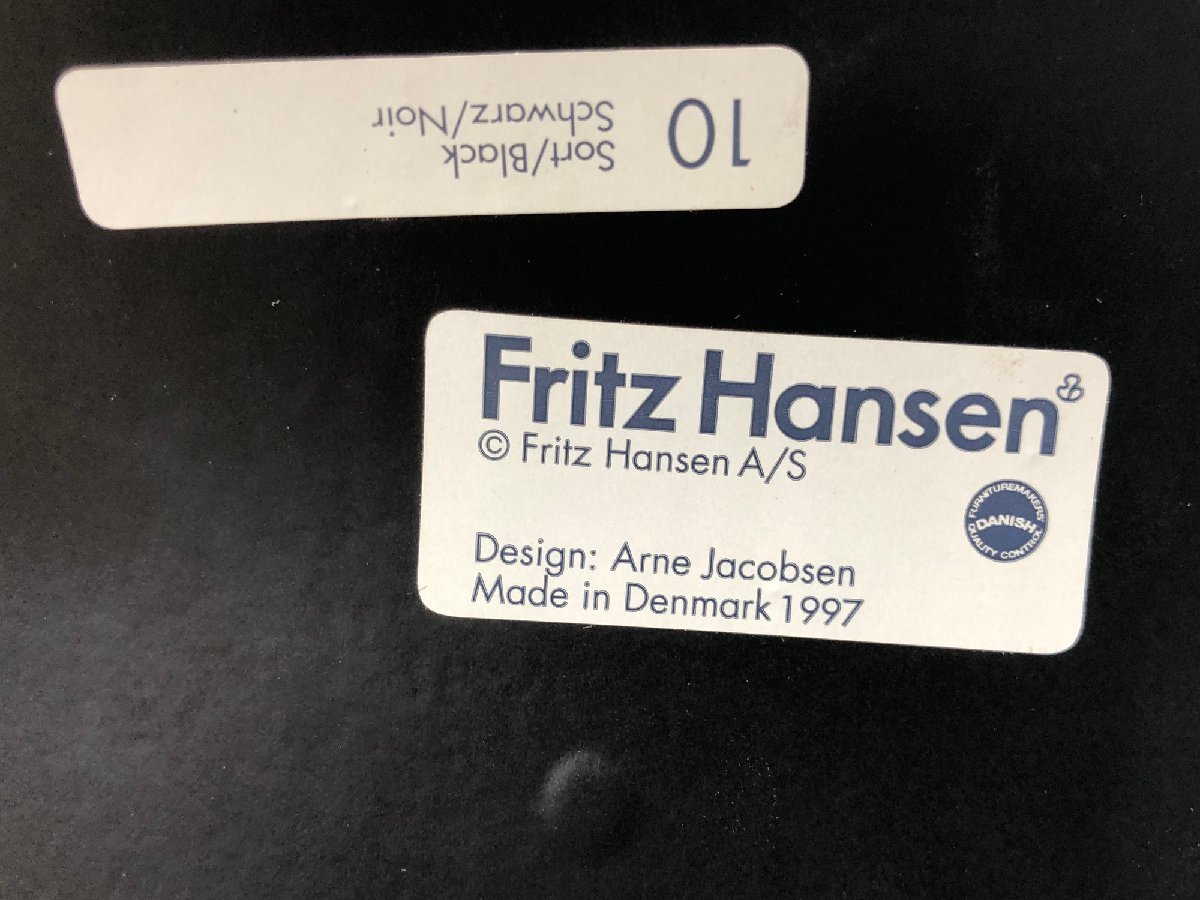 10
Sort/Black
Schwarz/Noir
Fritz Hansen
© Fritz Hansen A/S
FURNITUREMAKERS'
DANISH
QUALITY CONTROL
Design: Arne Jacobsen
Made in Denmark 1997